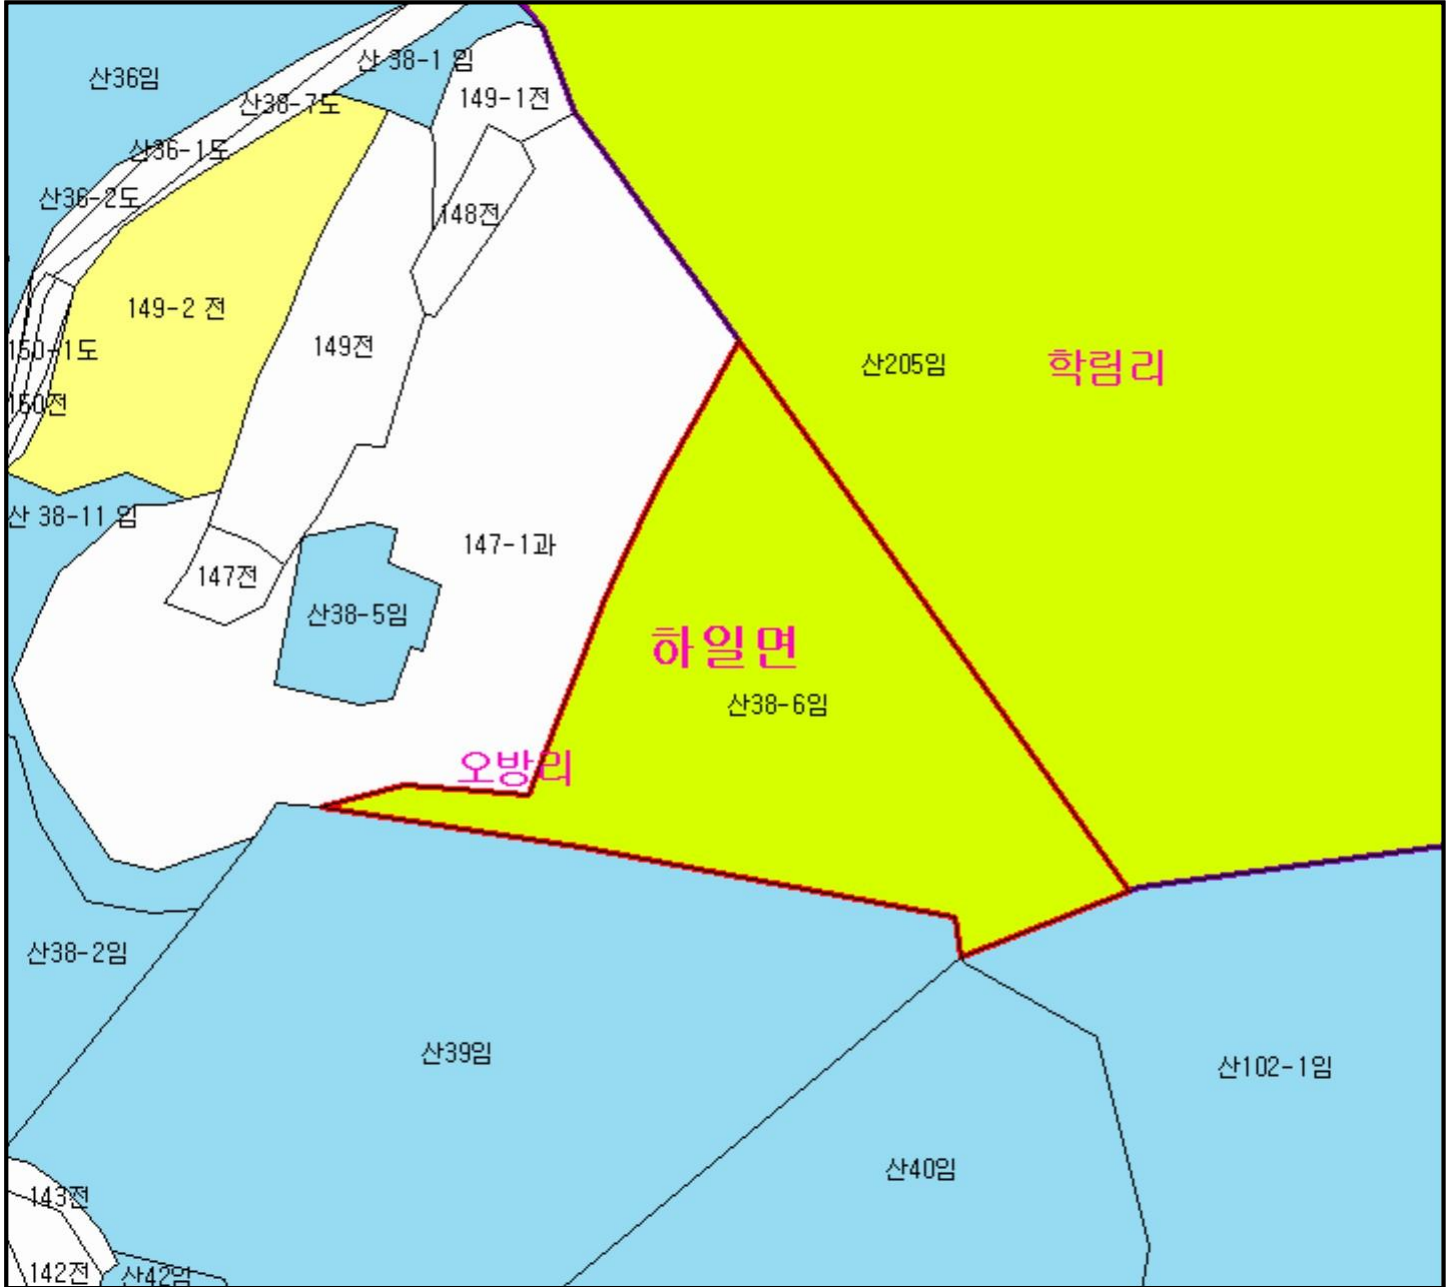 산 38-1 임
산36임
149-1전
산38-7도
산36-1도
산36-2도
148전
149-2 전
149전
150-1도
산205임
학림리
150전
산 38-11 임
147-1과
147전
산38-5임
하일면
산38-6임
오방리
산38-2임
산39임
산102-1임
산40임
143전
142전
산42임